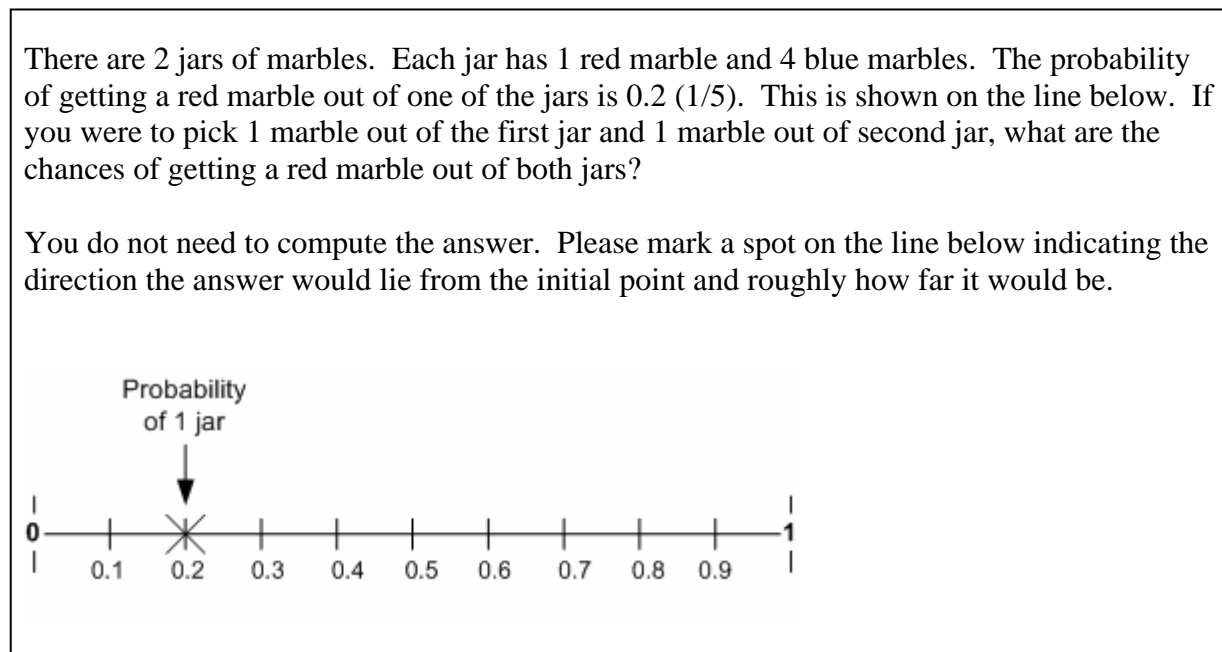 There are 2 jars of marbles.  Each jar has 1 red marble and 4 blue marbles.  The probability
of getting a red marble out of one of the jars is 0.2 (1/5).  This is shown on the line below.  If
you were to pick 1 marble out of the first jar and 1 marble out of second jar, what are the
chances of getting a red marble out of both jars?
You do not need to compute the answer.  Please mark a spot on the line below indicating the
direction the answer would lie from the initial point and roughly how far it would be.
Probability
of 1 jar
0 1
0.1 0.2 0.3 0.4 0.5 0.6 0.7 0.8 0.9